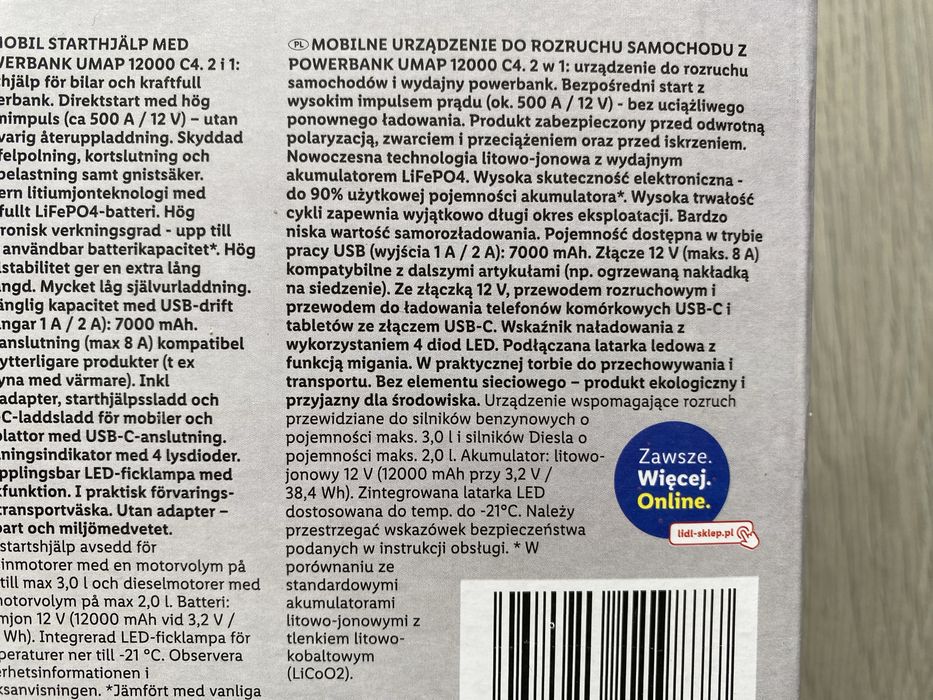 MOBIL STARTHJÄLP MED
POWERBANK UMAP 12000 C4. 2 i 1:
hjälp för bilar och kraftfull
erbank. Direktstart med hög
impuls (ca 500 A / 12 V) – utan
varig återuppladdning. Skyddad
felpolning, kortslutning och
belastning samt gnistsäker.
ern litiumjonteknologi med
fullt LiFePO4-batteri. Hög
tronisk verkningsgrad - upp till
användbar batterikapacitet*. Hög
stabilitet ger en extra lång
ngd. Mycket låg självurladdning.
änglig kapacitet med USB-drift
ngar 1 A / 2 A): 7000 mAh.
anslutning (max 8 A) kompatibel
ytterligare produkter (t ex
yna med värmare). Inkl
adapter, starthjälpssladd och
C-laddsladd för mobiler och
plattor med USB-C-anslutning.
ningsindikator med 4 lysdioder.
pplingsbar LED-ficklampa med
kfunktion. I praktisk förvarings-
transportväska. Utan adapter –
part och miljömedvetet.
startshjälp avsedd för
inmotorer med en motorvolym på
till max 3,0 l och dieselmotorer med
motorvolym på max 2,0 l. Batteri:
mjon 12 V (12000 mAh vid 3,2 V /
Wh). Integrerad LED-ficklampa för
peraturer ner till -21 °C. Observera
erhetsinformationen i
ksanvisningen. *Jämfört med vanliga
PL MOBILNE URZĄDZENIE DO ROZRUCHU SAMOCHODU Z
POWERBANK UMAP 12000 C4. 2 w 1: urządzenie do rozruchu
samochodów i wydajny powerbank. Bezpośredni start z
wysokim impulsem prądu (ok. 500 A / 12 V) - bez uciążliwego
ponownego ładowania. Produkt zabezpieczony przed odwrotną
polaryzacją, zwarciem i przeciążeniem oraz przed iskrzeniem.
Nowoczesna technologia litowo-jonowa z wydajnym
akumulatorem LiFePO4. Wysoka skuteczność elektroniczna -
do 90% użytkowej pojemności akumulatora*. Wysoka trwałość
cykli zapewnia wyjątkowo długi okres eksploatacji. Bardzo
niska wartość samorozładowania. Pojemność dostępna w trybie
pracy USB (wyjścia 1 A / 2 A): 7000 mAh. Złącze 12 V (maks. 8 A)
kompatybilne z dalszymi artykułami (np. ogrzewaną nakładką
na siedzenie). Ze złączką 12 V, przewodem rozruchowym i
przewodem do ładowania telefonów komórkowych USB-C i
tabletów ze złączem USB-C. Wskaźnik naładowania z
wykorzystaniem 4 diod LED. Podłączana latarka ledowa z
funkcją migania. W praktycznej torbie do przechowywania i
transportu. Bez elementu sieciowego – produkt ekologiczny i
przyjazny dla środowiska. Urządzenie wspomagające rozruch
przewidziane do silników benzynowych o
pojemności maks. 3,0 l i silników Diesla o
pojemności maks. 2,0 l. Akumulator: litowo-
jonowy 12 V (12000 mAh przy 3,2 V /
38,4 Wh). Zintegrowana latarka LED
dostosowana do temp. do -21°C. Należy
przestrzegać wskazówek bezpieczeństwa
podanych w instrukcji obsługi. * W
porównaniu ze
standardowymi
akumulatorami
litowo-jonowymi z
tlenkiem litowo-
kobaltowym
(LiCoO2).
Zawsze.
Więcej.
Online.
lidl-sklep.pl